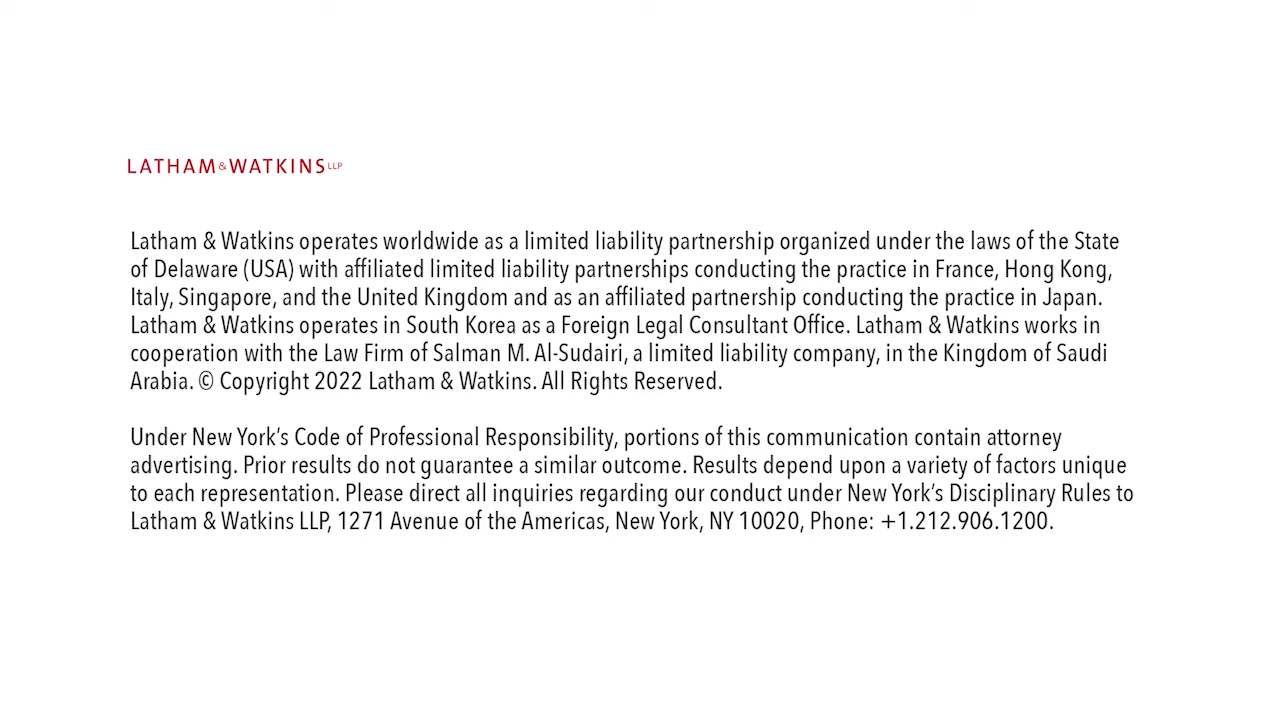 LATHAM&WATKINS LLP
Latham & Watkins operates worldwide as a limited liability partnership organized under the laws of the State
of Delaware (USA) with affiliated limited liability partnerships conducting the practice in France, Hong Kong,
Italy, Singapore, and the United Kingdom and as an affiliated partnership conducting the practice in Japan.
Latham & Watkins operates in South Korea as a Foreign Legal Consultant Office. Latham & Watkins works in
cooperation with the Law Firm of Salman M. Al-Sudairi, a limited liability company, in the Kingdom of Saudi
Arabia. © Copyright 2022 Latham & Watkins. All Rights Reserved.
Under New York’s Code of Professional Responsibility, portions of this communication contain attorney
advertising. Prior results do not guarantee a similar outcome. Results depend upon a variety of factors unique
to each representation. Please direct all inquiries regarding our conduct under New York’s Disciplinary Rules to
Latham & Watkins LLP, 1271 Avenue of the Americas, New York, NY 10020, Phone: +1.212.906.1200.